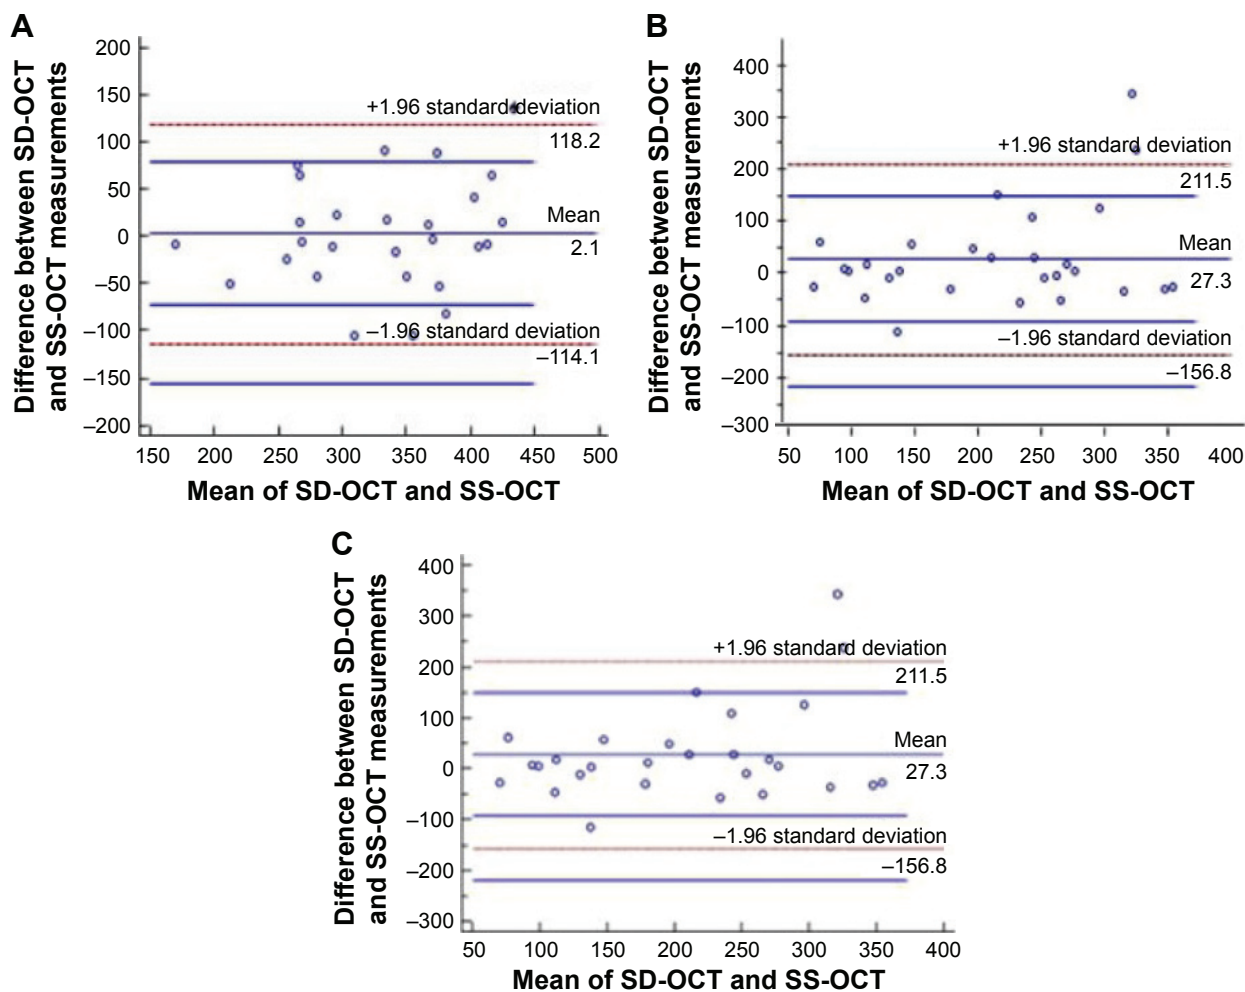 A
Difference between SD-OCT
and SS-OCT measurements
200
150
100
50
0
–50
–100
–150
–200
+1.96 standard deviation
118.2
Mean
2.1
–1.96 standard deviation
–114.1
150 200 250 300 350 400 450 500
Mean of SD-OCT and SS-OCT
B
Difference between SD-OCT
and SS-OCT measurements
400
300
200
100
0
–100
–200
–300
+1.96 standard deviation
211.5
Mean
27.3
–1.96 standard deviation
–156.8
50 100 150 200 250 300 350 400
Mean of SD-OCT and SS-OCT
C
Difference between SD-OCT
and SS-OCT measurements
400
300
200
100
0
–100
–200
–300
+1.96 standard deviation
211.5
Mean
27.3
–1.96 standard deviation
–156.8
50 100 150 200 250 300 350 400
Mean of SD-OCT and SS-OCT